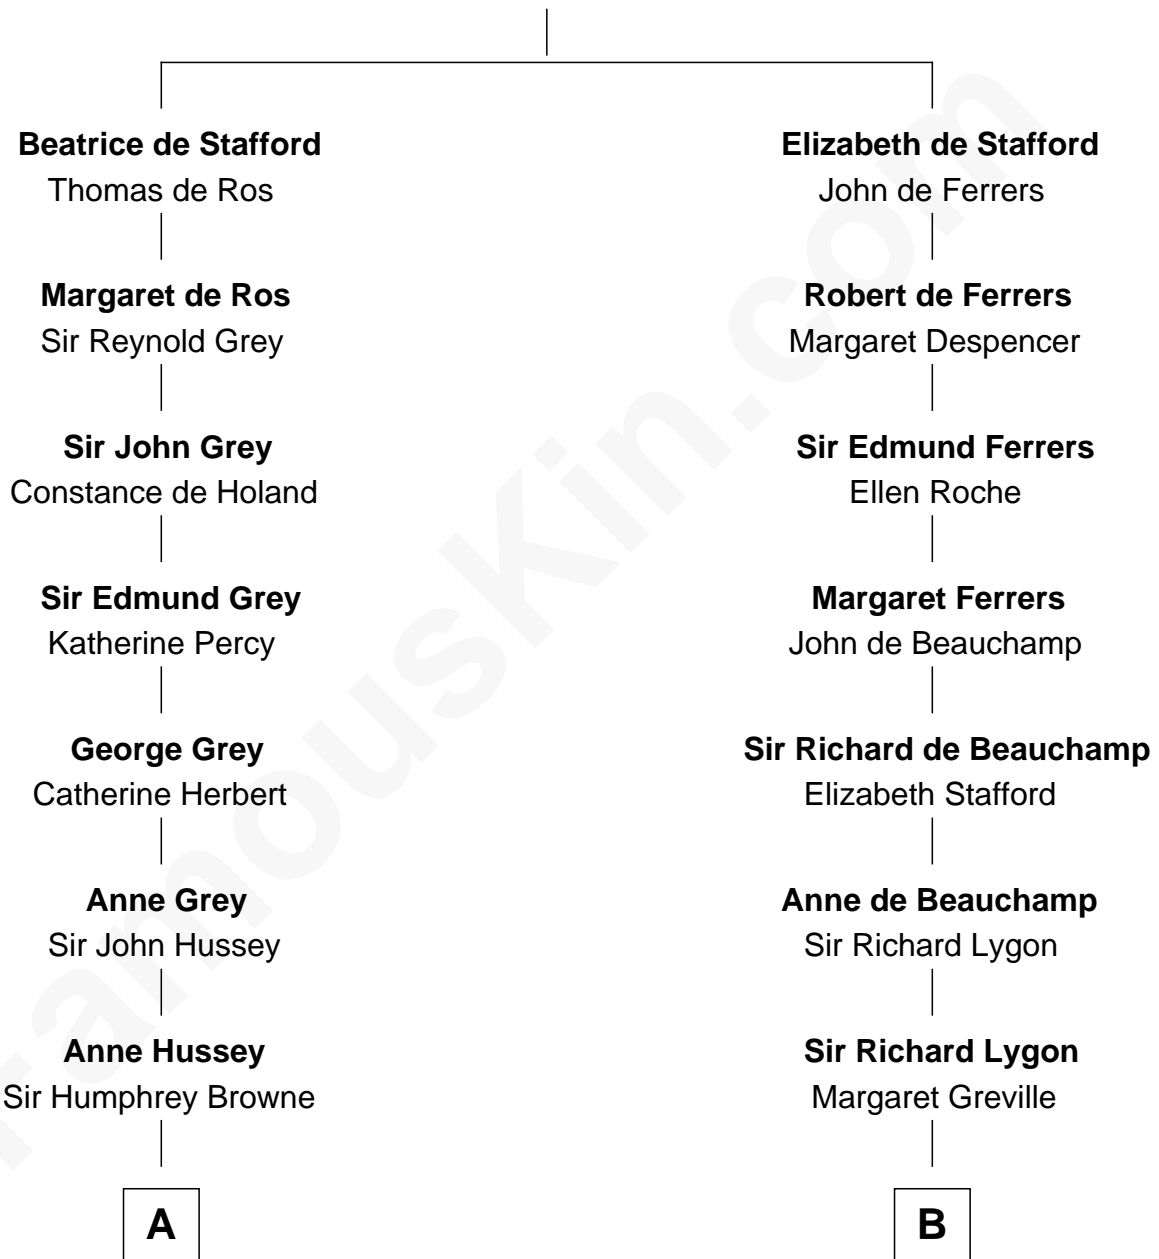 Beatrice de Stafford
Thomas de Ros
Margaret de Ros
Sir Reynold Grey
Sir John Grey
Constance de Holand
Sir Edmund Grey
Katherine Percy
George Grey
Catherine Herbert
Anne Grey
Sir John Hussey
Anne Hussey
Sir Humphrey Browne
A
Elizabeth de Stafford
John de Ferrers
Robert de Ferrers
Margaret Despencer
Sir Edmund Ferrers
Ellen Roche
Margaret Ferrers
John de Beauchamp
Sir Richard de Beauchamp
Elizabeth Stafford
Anne de Beauchamp
Sir Richard Lygon
Sir Richard Lygon
Margaret Greville
B
FamousKin.com